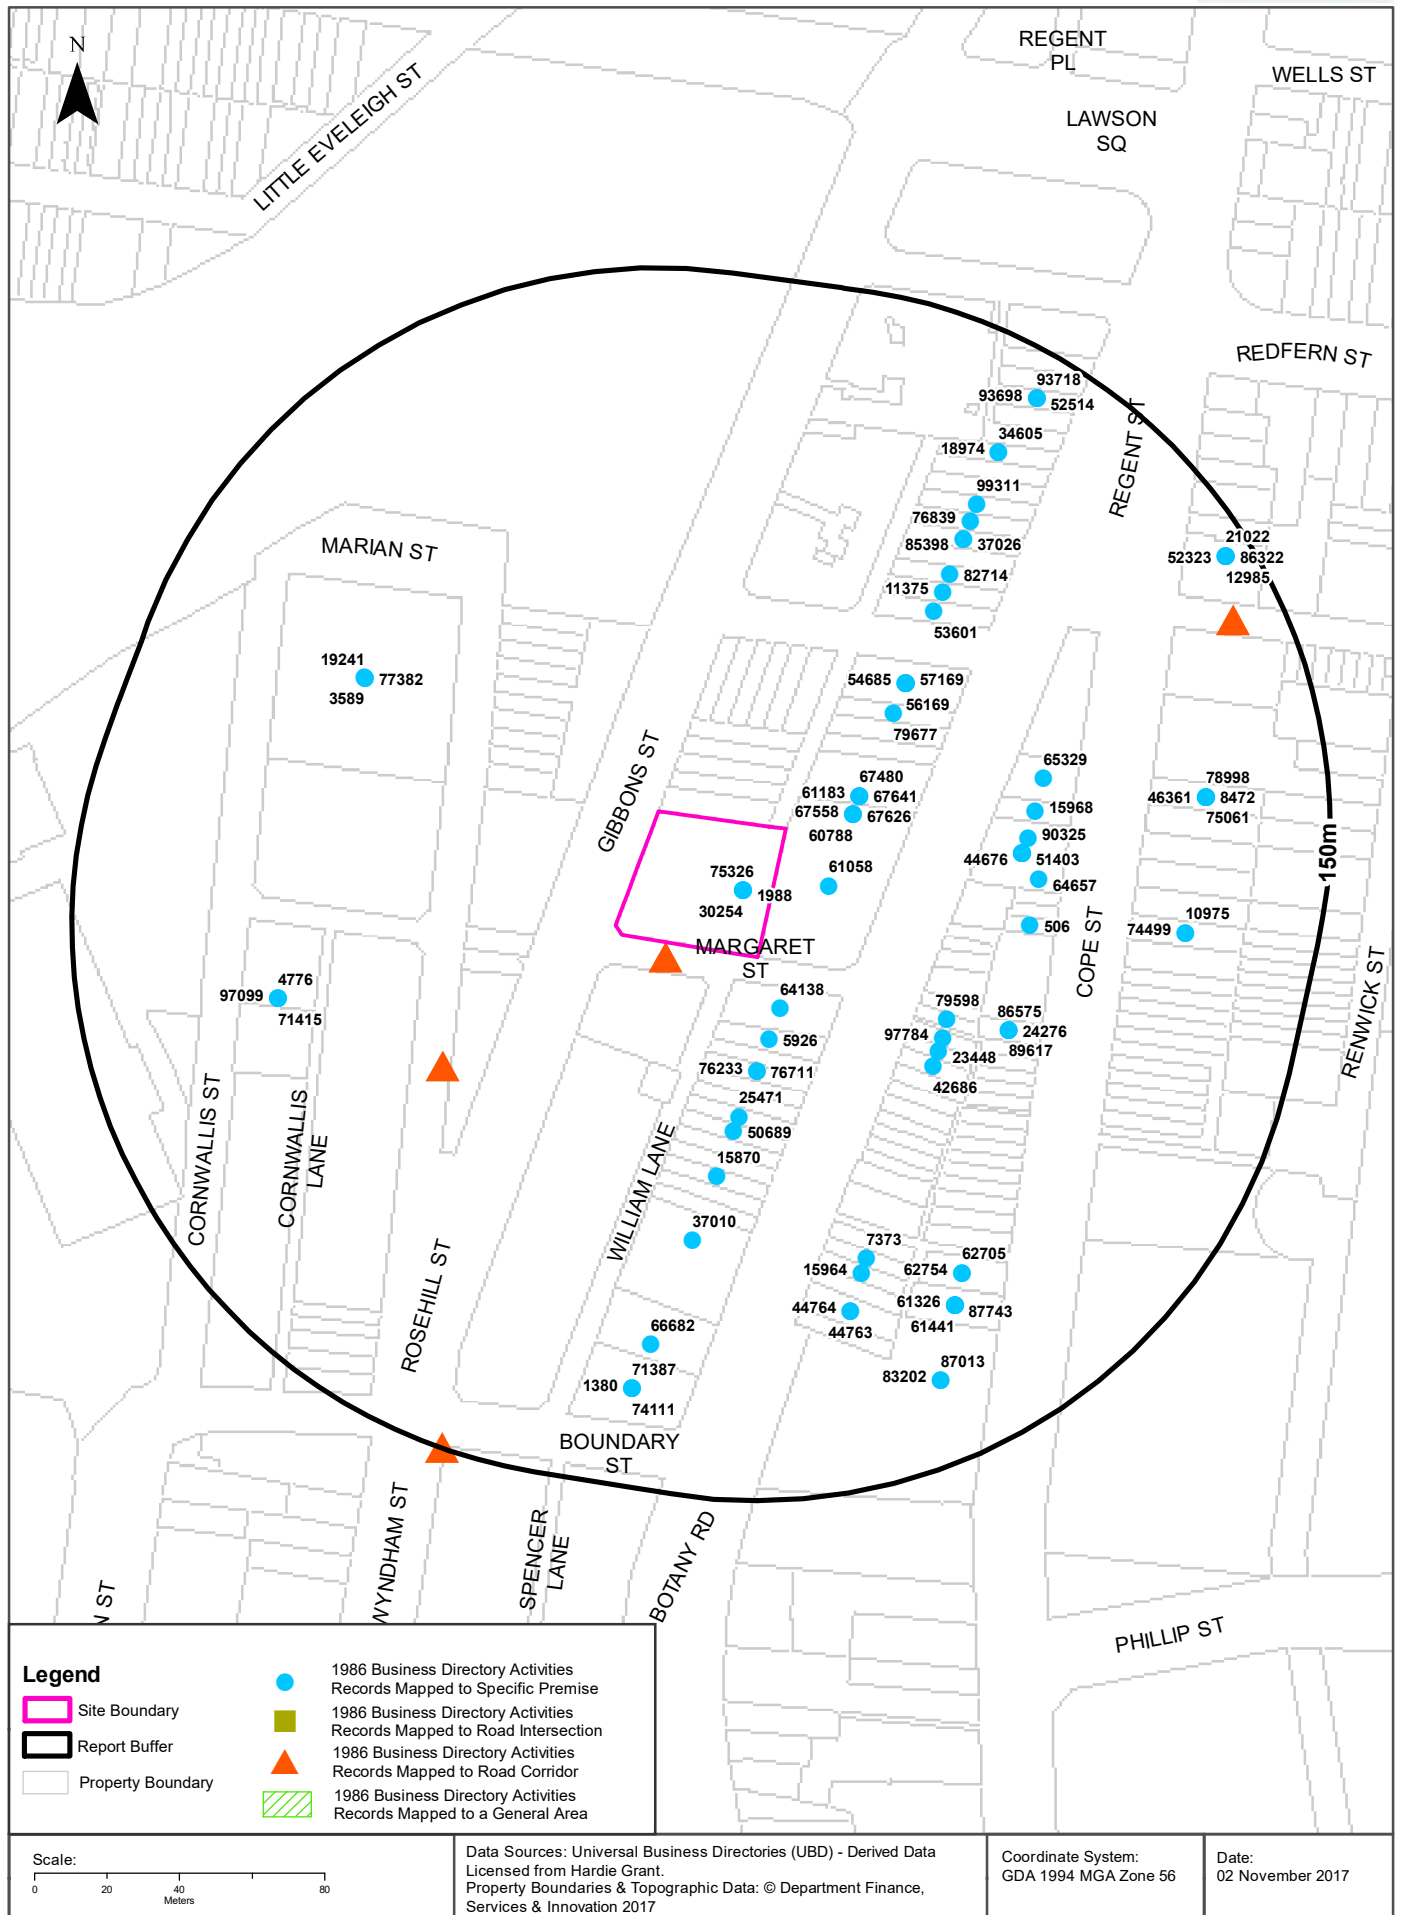 N
REGENT
PL
WELLS ST
LAWSON
SQ
LITTLE EVELEIGH ST
REDFERN ST
93718
93698
52514
REGENT ST
34605
18974
99311
76839
85398 37026
21022
52323 86322
12985
MARIAN ST
82714
11375
53601
19241
77382
3589
54685 57169
56169
79677
GIBBONS ST
65329
67480
61183 67641
67558 67626
60788
78998
46361 8472
75061
15968
90325
44676 51403
64657
150m
61058
75326
1988
30254
506
10975
74499
COPE ST
MARGARET
ST
RENWICK ST
4776
97099
71415
64138
5926
79598
97784
23448
42686
86575
24276
89617
76233 76711
25471
50689
15870
CORNWALLIS ST
CORNWALLIS
LANE
WILLIAM LANE
37010
ROSEHILL ST
7373
15964
62705
62754
61326 87743
61441
44764
44763
66682
71387
1380
74111
87013
83202
BOUNDARY
ST
WYNDHAM ST
SPENCER
LANE
BOTANY RD
N ST
PHILLIP ST
Legend
Site Boundary
Report Buffer
Property Boundary
1986 Business Directory Activities
Records Mapped to Specific Premise
1986 Business Directory Activities
Records Mapped to Road Intersection
1986 Business Directory Activities
Records Mapped to Road Corridor
1986 Business Directory Activities
Records Mapped to a General Area
Scale:
0 20 40 80
Meters
Data Sources: Universal Business Directories (UBD) - Derived Data
Licensed from Hardie Grant.
Property Boundaries & Topographic Data: © Department Finance,
Services & Innovation 2017
Coordinate System:
GDA 1994 MGA Zone 56
Date:
02 November 2017